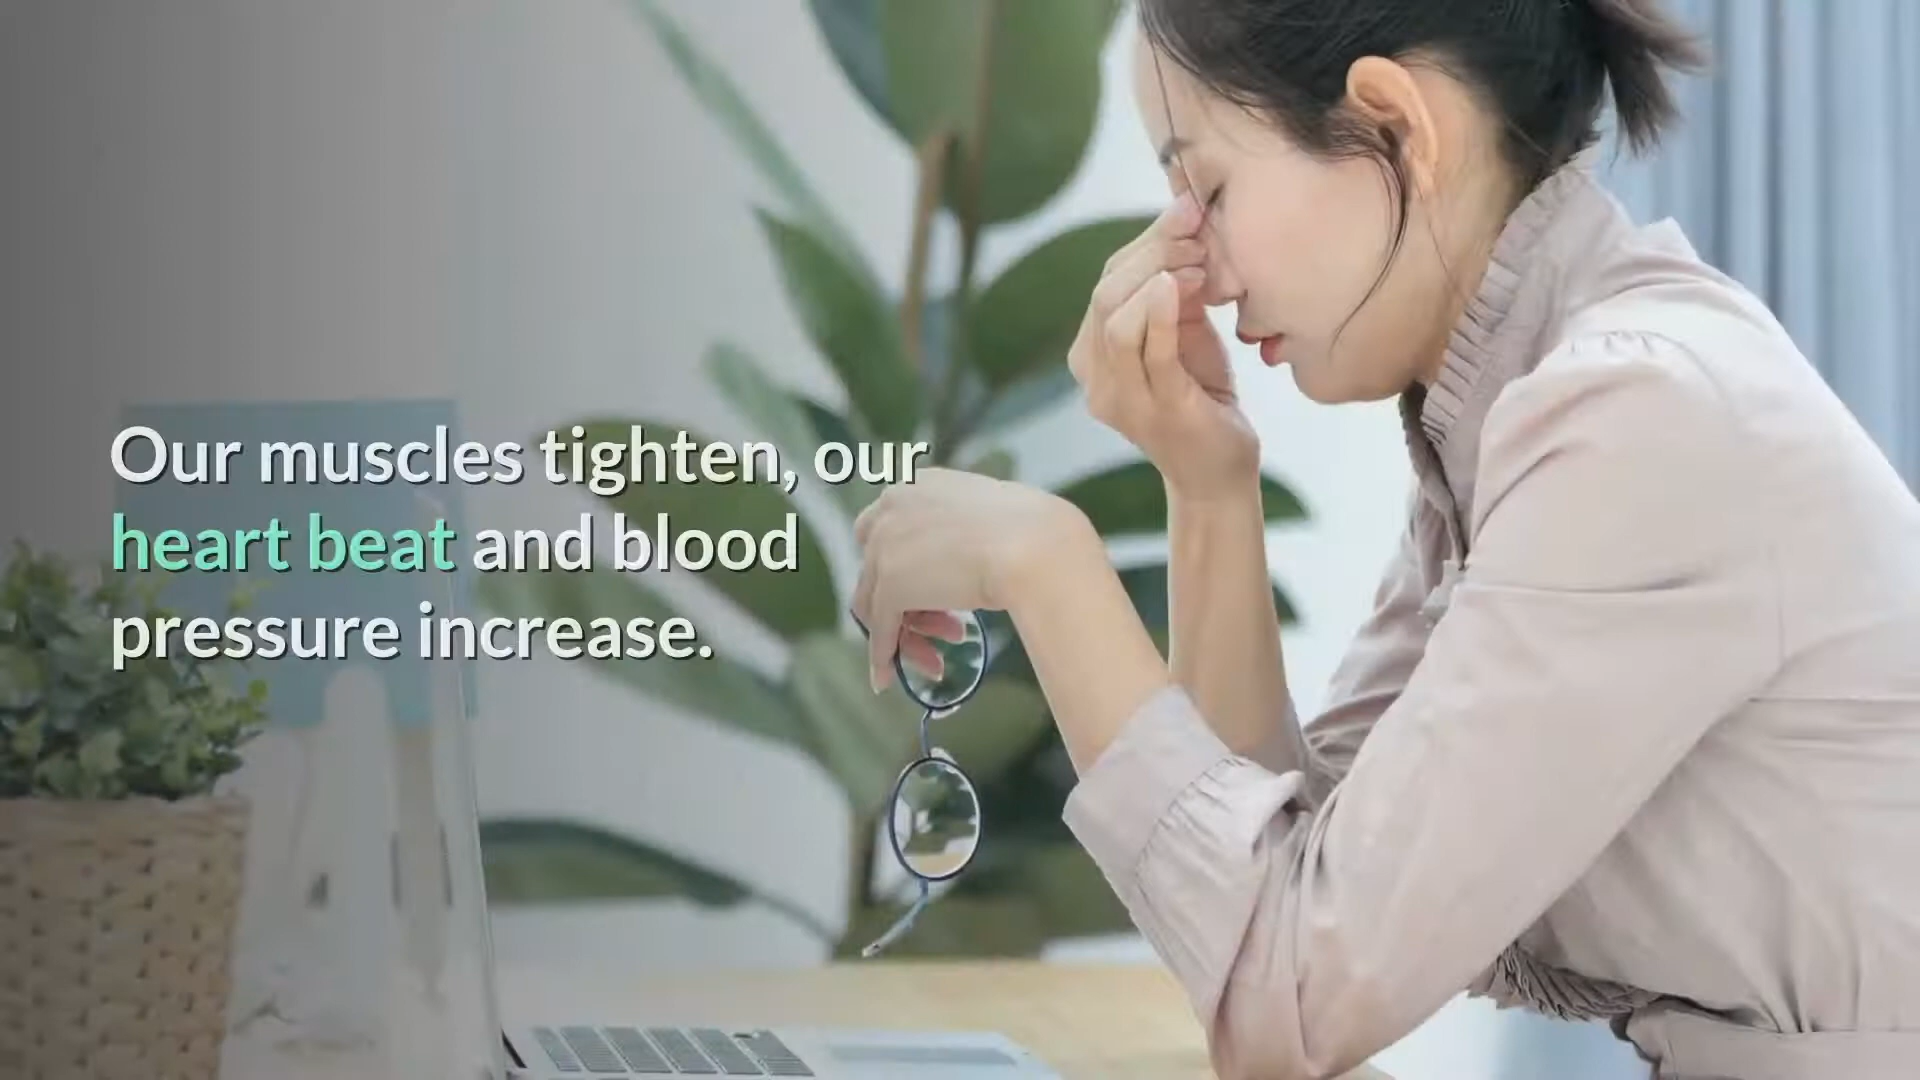 Our muscles tighten, our
heart beat and blood
pressure increase.